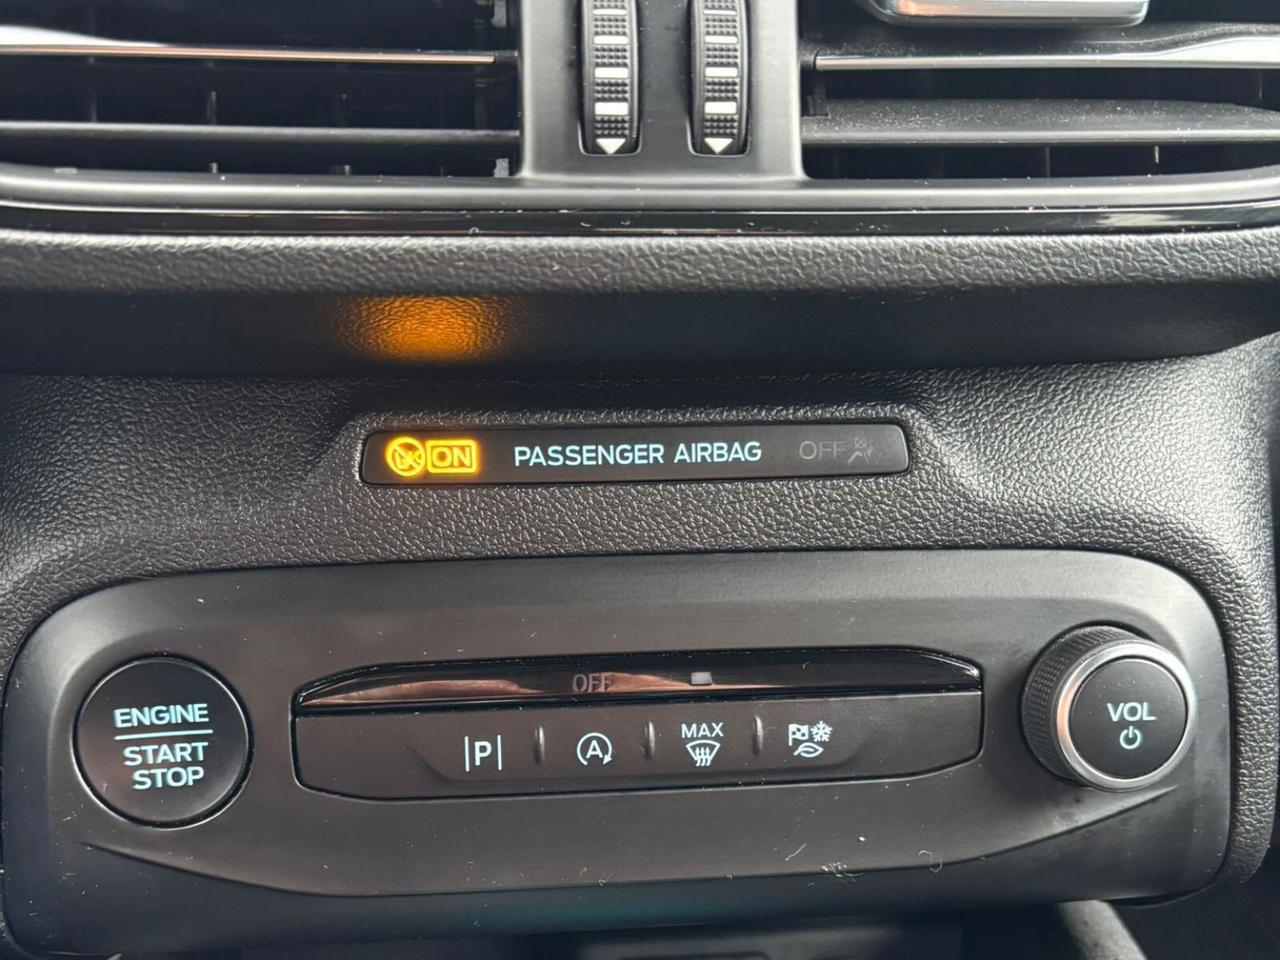 ON PASSENGER AIRBAG OFF
OFF
ENGINE
START
STOP
P
A
MAX
VOL